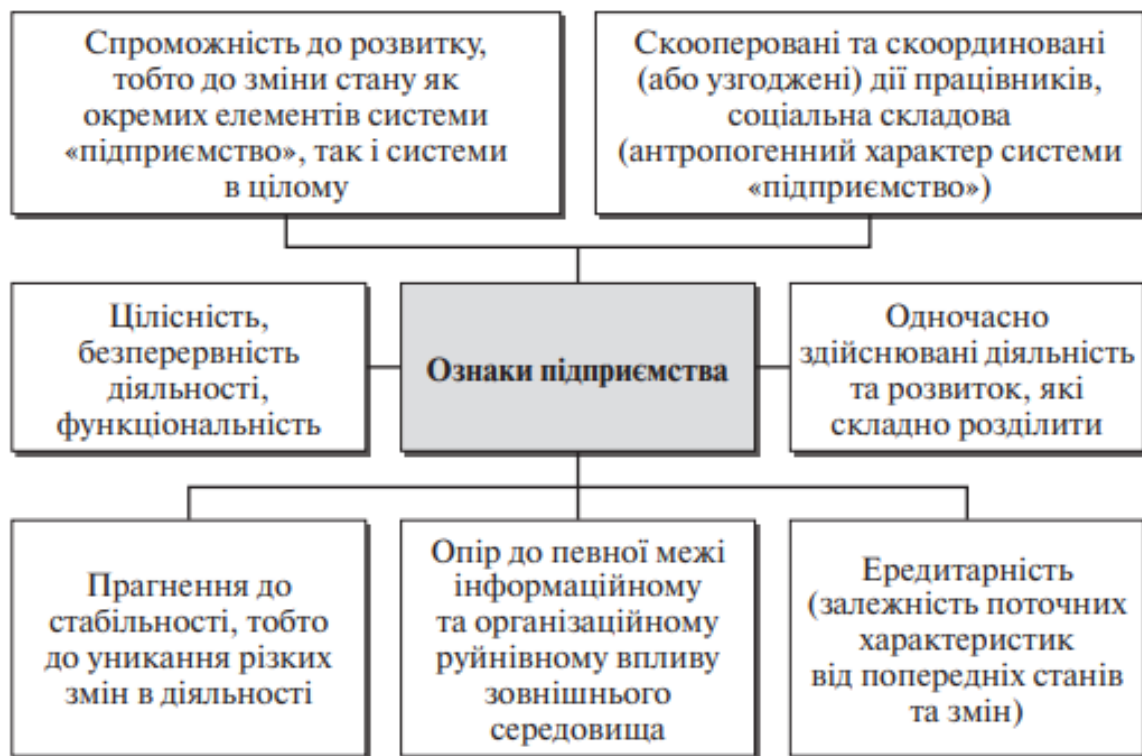 Спроможність до розвитку,
тобто до зміни стану як
окремих елементів системи
«підприємство», так і системи
в цілому
Скооперовані та скоординовані
(або узгоджені) дії працівників,
соціальна складова
(антропогенний характер системи
«підприємство»)
Цілісність,
безперервність
діяльності,
функціональність
Ознаки підприємства
Одночасно
здійснювані діяльність
та розвиток, які
складно розділити
Прагнення до
стабільності, тобто
до уникання різких
змін в діяльності
Опір до певної межі
інформаційному
та організаційному
руйнівному впливу
зовнішнього
середовища
Ередитарність
(залежність поточних
характеристик
від попередніх станів
та змін)